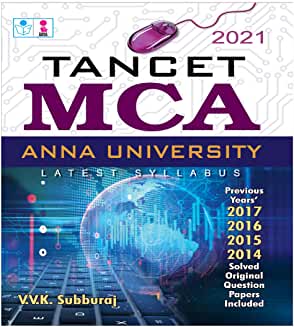 2021
TANCET
MCA
ANNA UNIVERSITY
LATEST SYLLABUS
Previous
Years'
2017
2016
2015
2014
Solved
Original
Question
Papers
Included
V.V.K. Subburaj